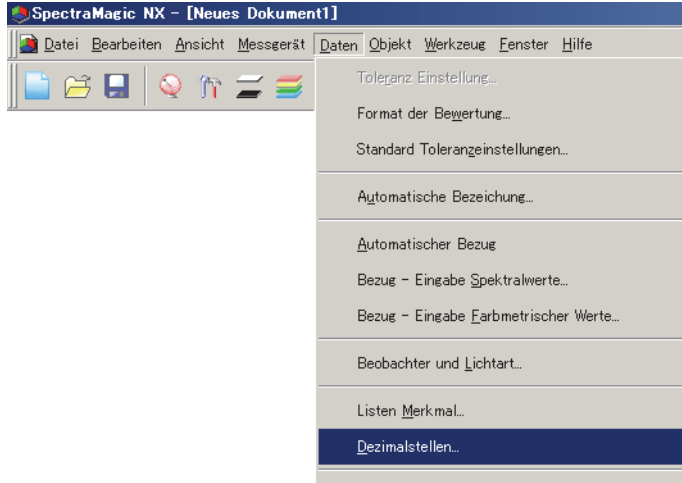 SpectraMagic NX - [Neues Dokument1]
Datei Bearbeiten Ansicht Messgerät Daten Objekt Werkzeug Fenster Hilfe
Toleranz Einstellung...
Format der Bewertung...
Standard Toleranzeinstellungen...
Automatische Bezeichung...
Automatischer Bezug
Bezug - Eingabe Spektralwerte...
Bezug - Eingabe Farbmetrischer Werte...
Beobachter und Lichtart...
Listen Merkmal...
Dezimalstellen...